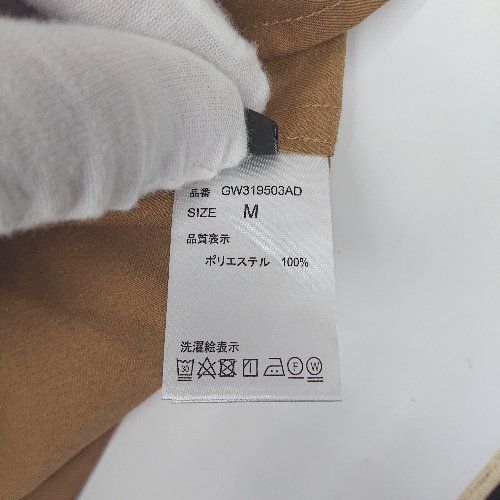 品番 GW319503AD
SIZE M
品質表示
ポリエステル 100%
洗濯絵表示
30 F W